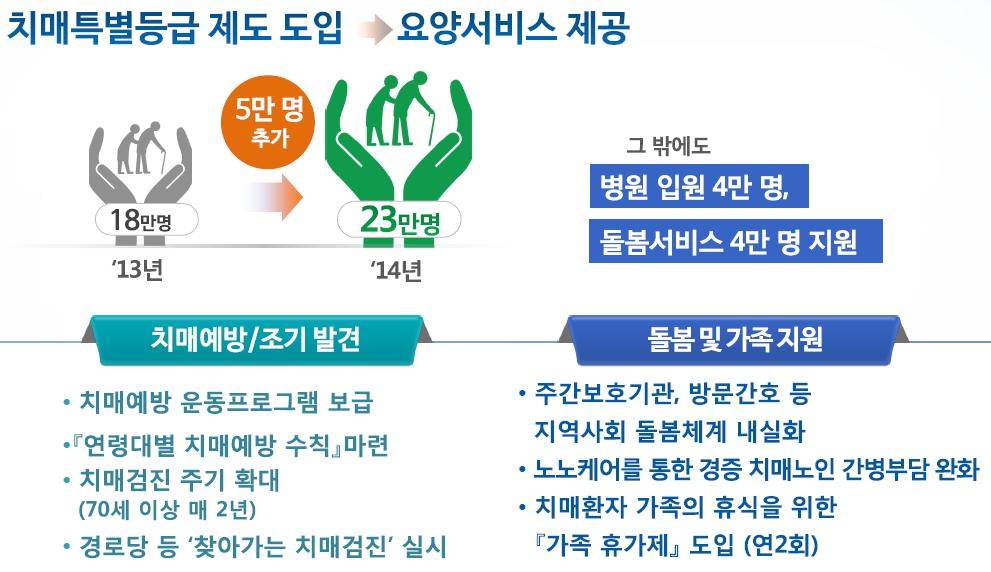 치매특별등급 제도 도입 요양서비스 제공
5만 명
추가
18만명
23만명
‘13년
‘14년
그 밖에도
병원 입원 4만 명,
돌봄서비스 4만 명 지원
치매예방/조기 발견
• 치매예방 운동프로그램 보급
•『연령대별 치매예방 수칙』마련
• 치매검진 주기 확대
(70세 이상 매 2년)
• 경로당 등 ‘찾아가는 치매검진’ 실시
돌봄 및 가족 지원
• 주간보호기관, 방문간호 등
지역사회 돌봄체계 내실화
• 노노케어를 통한 경증 치매노인 간병부담 완화
• 치매환자 가족의 휴식을 위한
『가족 휴가제』 도입 (연2회)